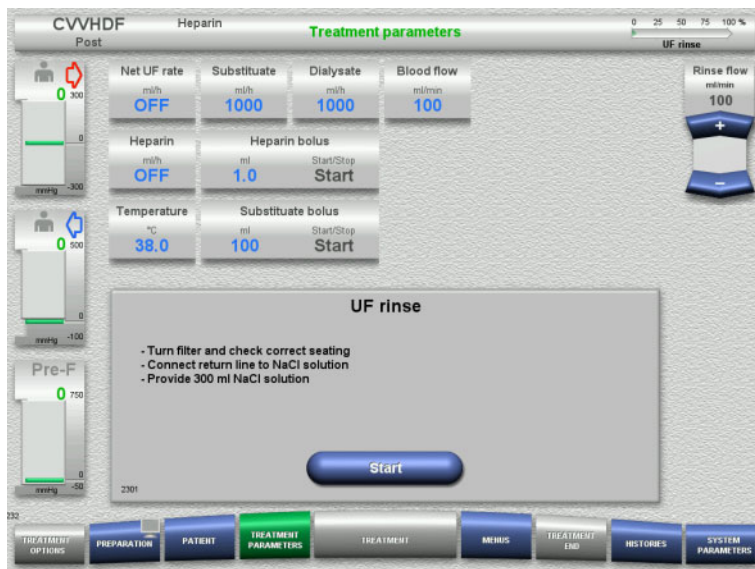 CVVHDF Heparin Treatment parameters 0 25 50 75 100 %
Post UF rinse
Net UF rate Substituate Dialysate Blood flow Rinse flow
ml/h ml/h ml/h ml/min ml/min
OFF 1000 1000 100 100
+
−
0 300
0
mmHg -300
Heparin Heparin bolus
ml/h ml Start/Stop
OFF 1.0 Start
Temperature Substituate bolus
°C ml Start/Stop
38.0 100 Start
0 500
0
mmHg -100
UF rinse
- Turn filter and check correct seating
- Connect return line to NaCl solution
- Provide 300 ml NaCl solution
Start
2301
Pre-F
0 750
0
mmHg -50
232
TREATMENT OPTIONS PREPARATION PATIENT TREATMENT PARAMETERS TREATMENT MENUS TREATMENT END HISTORIES SYSTEM PARAMETERS